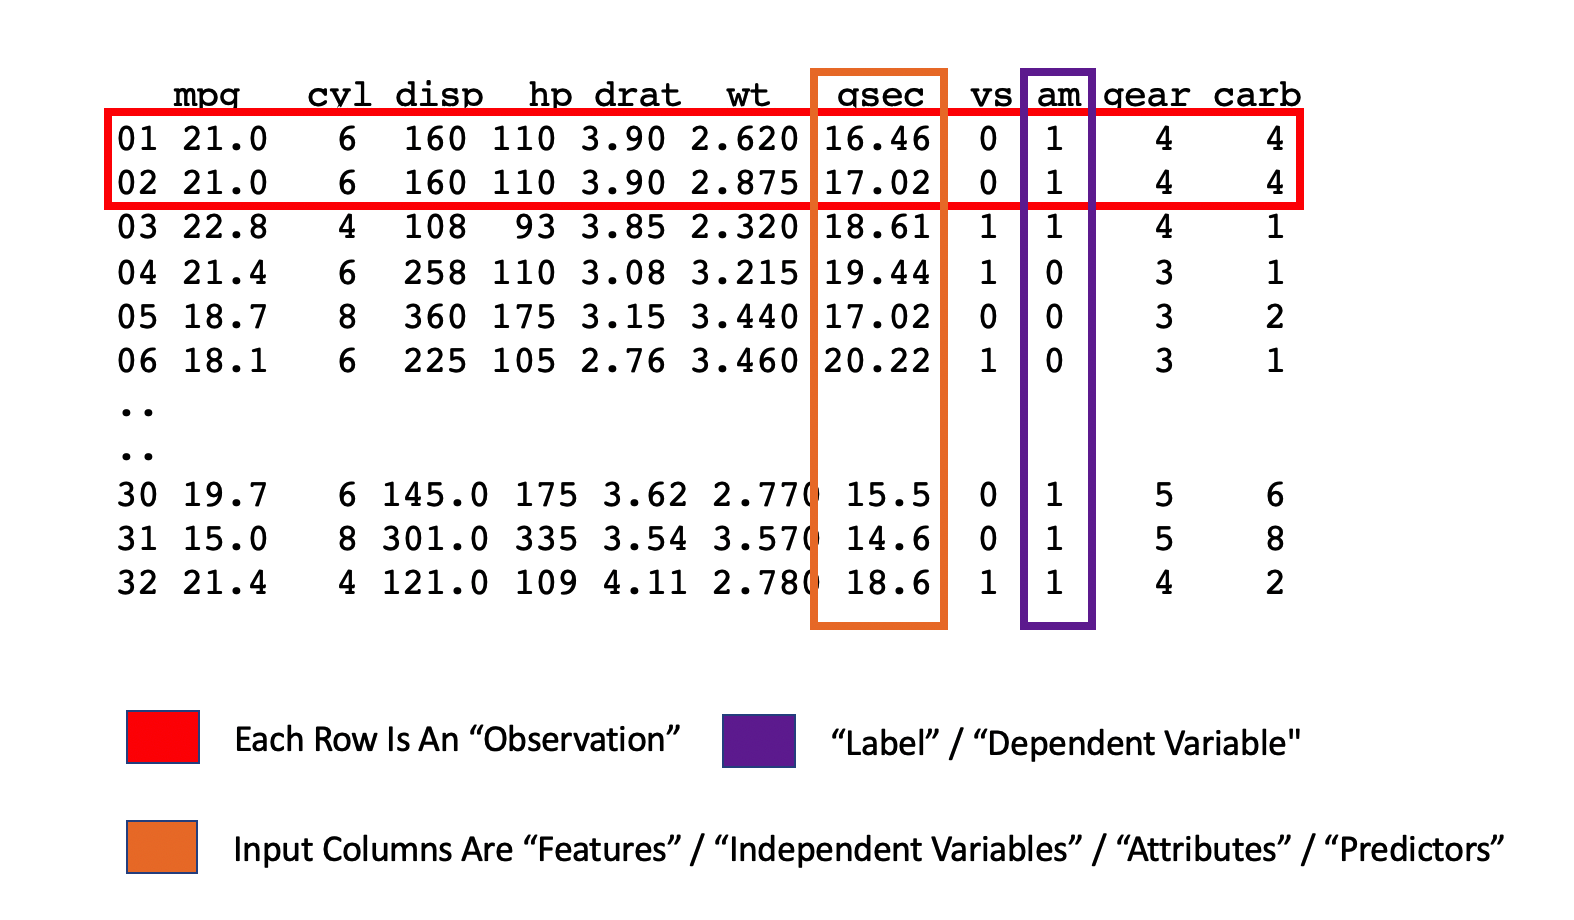 mpg cyl disp hp drat wt qsec vs am gear carb
01 21.0 6 160 110 3.90 2.620 16.46 0 1 4 4
02 21.0 6 160 110 3.90 2.875 17.02 0 1 4 4
03 22.8 4 108 93 3.85 2.320 18.61 1 1 4 1
04 21.4 6 258 110 3.08 3.215 19.44 1 0 3 1
05 18.7 8 360 175 3.15 3.440 17.02 0 0 3 2
06 18.1 6 225 105 2.76 3.460 20.22 1 0 3 1
..
..
30 19.7 6 145.0 175 3.62 2.770 15.5 0 1 5 6
31 15.0 8 301.0 335 3.54 3.570 14.6 0 1 5 8
32 21.4 4 121.0 109 4.11 2.780 18.6 1 1 4 2
Each Row Is An “Observation”
“Label” / “Dependent Variable"
Input Columns Are “Features” / “Independent Variables” / “Attributes” / “Predictors”